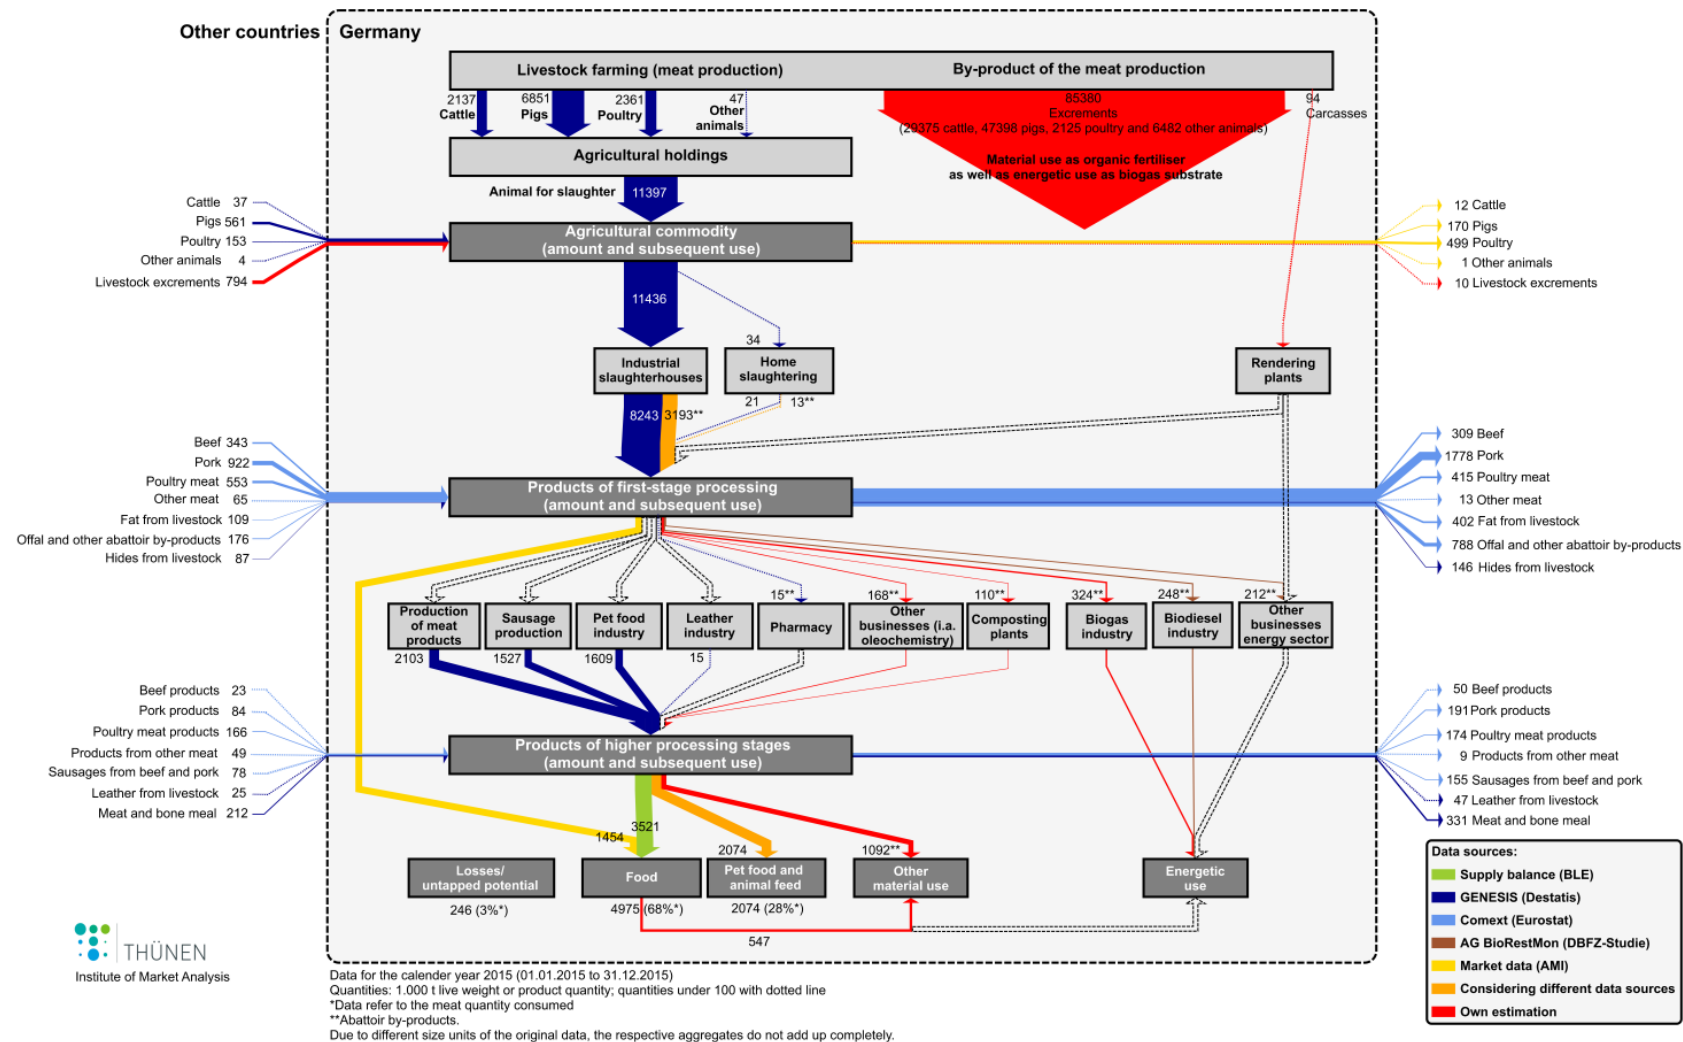 Other countries
Germany
Livestock farming (meat production)
By-product of the meat production
2137
Cattle
6851
Pigs
2361
Poultry
47
Other
animals
85380
Excrements
(29375 cattle, 47398 pigs, 2125 poultry and 6482 other animals)
94
Carcasses
Material use as organic fertiliser
as well as energetic use as biogas substrate
Agricultural holdings
Animal for slaughter
11397
Cattle 37
Pigs 561
Poultry 153
Other animals 4
Livestock excrements 794
Agricultural commodity
(amount and subsequent use)
12 Cattle
170 Pigs
499 Poultry
1 Other animals
10 Livestock excrements
11436
34
Industrial
slaughterhouses
Home
slaughtering
Rendering
plants
8243
3193**
21
13**
Beef 343
Pork 922
Poultry meat 553
Other meat 65
Fat from livestock 109
Offal and other abattoir by-products 176
Hides from livestock 87
Products of first-stage processing
(amount and subsequent use)
309 Beef
1778 Pork
415 Poultry meat
13 Other meat
402 Fat from livestock
788 Offal and other abattoir by-products
146 Hides from livestock
15**
168**
110**
324**
248**
212**
Production
of meat
products
Sausage
production
Pet food
industry
Leather
industry
Pharmacy
Other
businesses (i.a.
oleochemistry)
Composting
plants
Biogas
industry
Biodiesel
industry
Other
businesses
energy sector
2103
1527
1609
15
Beef products 23
Pork products 84
Poultry meat products 166
Products from other meat 49
Sausages from beef and pork 78
Leather from livestock 25
Meat and bone meal 212
Products of higher processing stages
(amount and subsequent use)
50 Beef products
191 Pork products
174 Poultry meat products
9 Products from other meat
155 Sausages from beef and pork
47 Leather from livestock
331 Meat and bone meal
1454
3521
2074
1092**
Losses/
untapped potential
Food
Pet food and
animal feed
Other
material use
Energetic
use
246 (3%*)
4975 (68%*)
2074 (28%*)
547
Data sources:
Supply balance (BLE)
GENESIS (Destatis)
Comext (Eurostat)
AG BioRestMon (DBFZ-Studie)
Market data (AMI)
Considering different data sources
Own estimation
THÜNEN
Institute of Market Analysis
Data for the calender year 2015 (01.01.2015 to 31.12.2015)
Quantities: 1.000 t live weight or product quantity; quantities under 100 with dotted line
*Data refer to the meat quantity consumed
**Abattoir by-products.
Due to different size units of the original data, the respective aggregates do not add up completely.